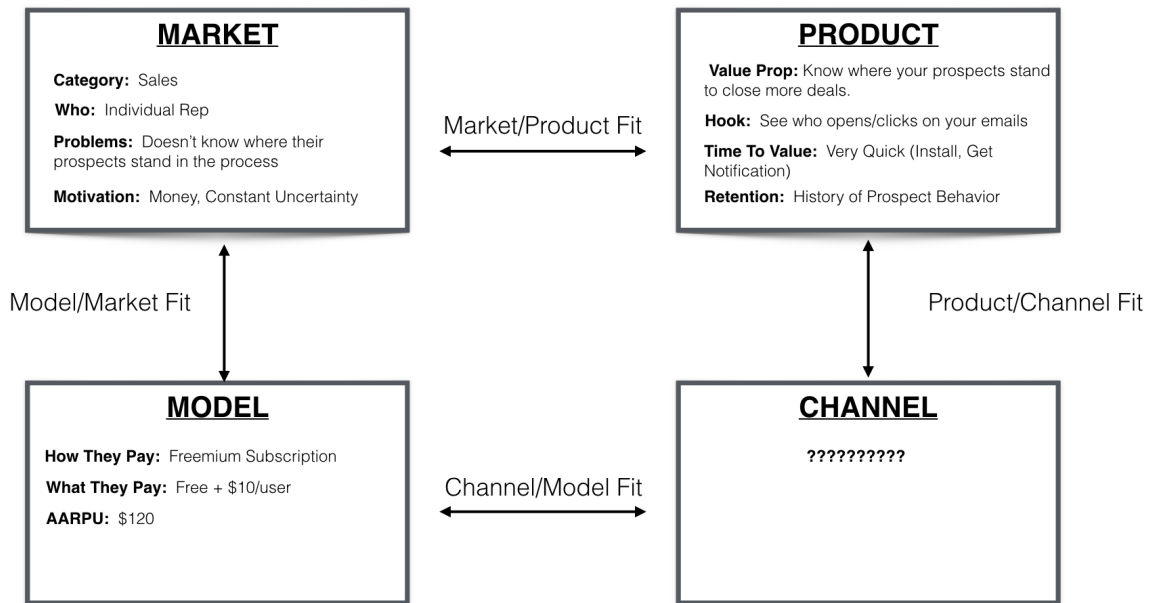 MARKET
Category: Sales
Who: Individual Rep
Problems: Doesn't know where their
prospects stand in the process
Motivation: Money, Constant Uncertainty
Market/Product Fit
PRODUCT
Value Prop: Know where your prospects stand
to close more deals.
Hook: See who opens/clicks on your emails
Time To Value: Very Quick (Install, Get
Notification)
Retention: History of Prospect Behavior
Model/Market Fit
Product/Channel Fit
MODEL
How They Pay: Freemium Subscription
What They Pay: Free + $10/user
AARPU: $120
Channel/Model Fit
CHANNEL
??????????